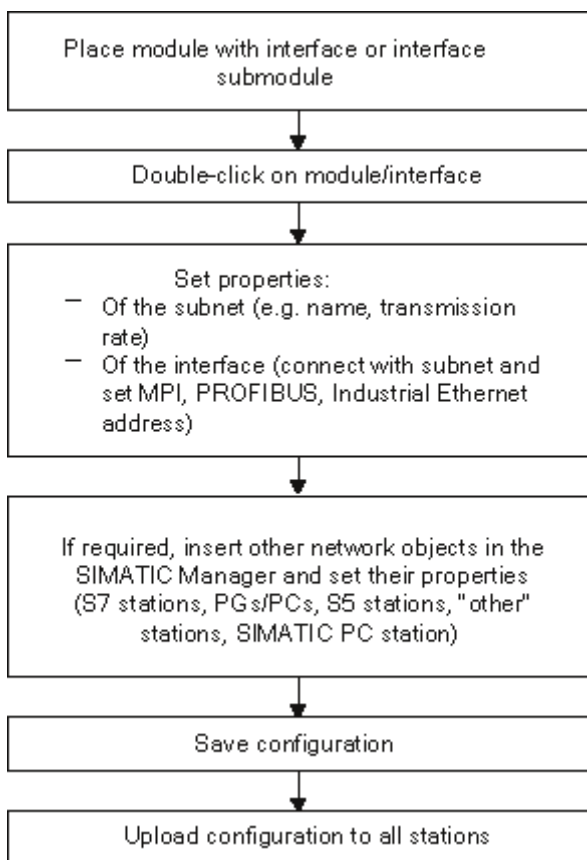 Place module with interface or interface
submodule
Double-click on module/interface
Set properties:
— Of the subnet (e.g. name, transmission
rate)
— Of the interface (connect with subnet and
set MPI, PROFIBUS, Industrial Ethernet
address)
If required, insert other network objects in the
SIMATIC Manager and set their properties
(S7 stations, PGs/PCs, S5 stations, "other"
stations, SIMATIC PC station)
Save configuration
Upload configuration to all stations